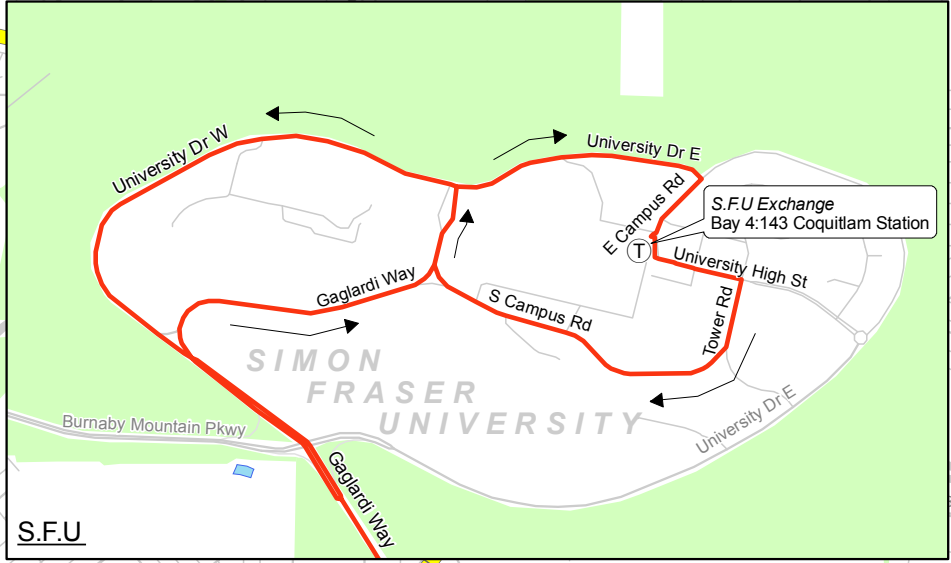 University Dr W
University Dr E
E Campus Rd
S.F.U Exchange
Bay 4:143 Coquitlam Station
T
University High St
Gaglardi Way
S Campus Rd
Tower Rd
SIMON
FRASER
UNIVERSITY
University Dr E
Burnaby Mountain Pkwy
Gaglardi Way
S.F.U